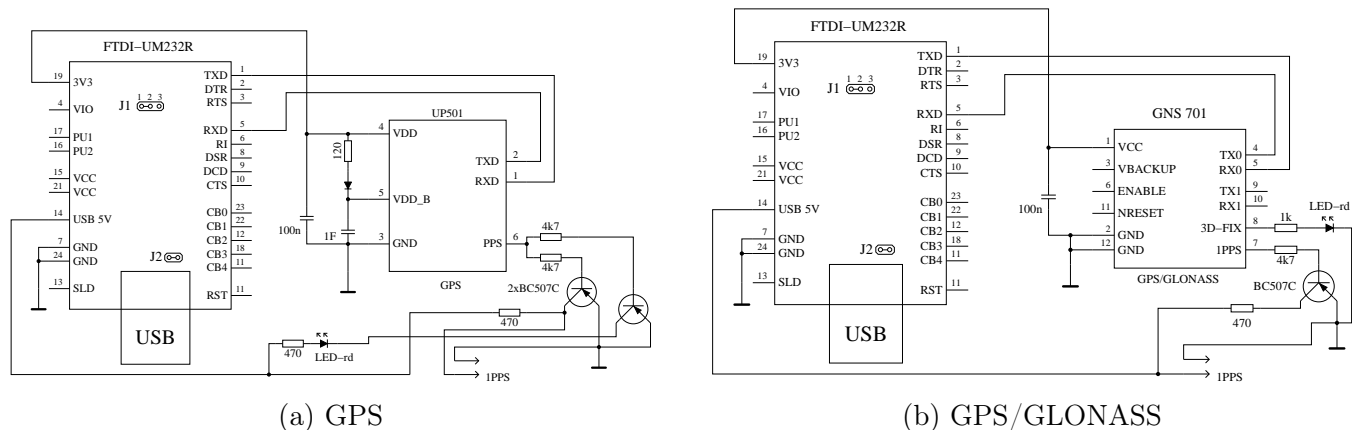 FTDI–UM232R
19 3V3
TXD 1
DTR 2
RTS 3
J1 1 2 3
4 VIO
RXD 5
RI 6
DSR 8
DCD 9
CTS 10
17 PU1
16 PU2
15 VCC
21 VCC
14 USB 5V
CB0 23
CB1 22
CB2 12
CB3 18
CB4 11
7 GND
24 GND
J2
13 SLD
RST 11
USB
100n
120
1F
UP501
4 VDD
TXD 2
RXD 1
5 VDD_B
3 GND
PPS 6
GPS
4k7
4k7
2xBC507C
470
470
LED–rd
1PPS
(a) GPS
FTDI–UM232R
19 3V3
TXD 1
DTR 2
RTS 3
J1 1 2 3
4 VIO
RXD 5
RI 6
DSR 8
DCD 9
CTS 10
17 PU1
16 PU2
15 VCC
21 VCC
14 USB 5V
CB0 23
CB1 22
CB2 12
CB3 18
CB4 11
7 GND
24 GND
J2
13 SLD
RST 11
USB
100n
GNS 701
1 VCC
TX0 4
3 VBACKUP
RX0 5
6 ENABLE
TX1 9
11 NRESET
RX1 10
2 GND
3D–FIX 8
12 GND
1PPS 7
GPS/GLONASS
1k
LED–rd
4k7
BC507C
470
1PPS
(b) GPS/GLONASS